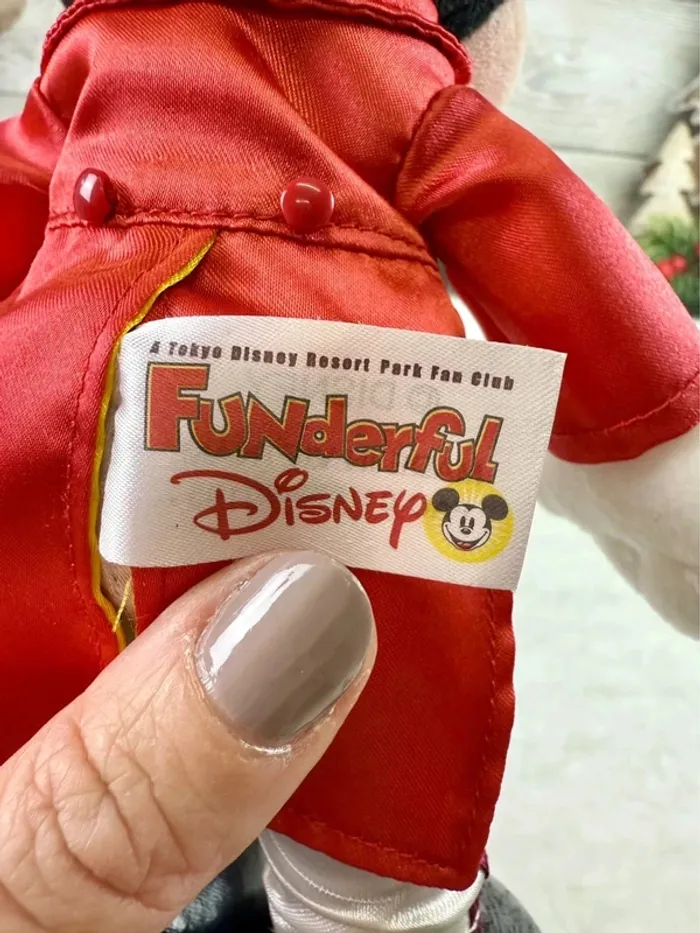 A Tokyo Disney Resort Park Fan Club
FUNderful
Disney